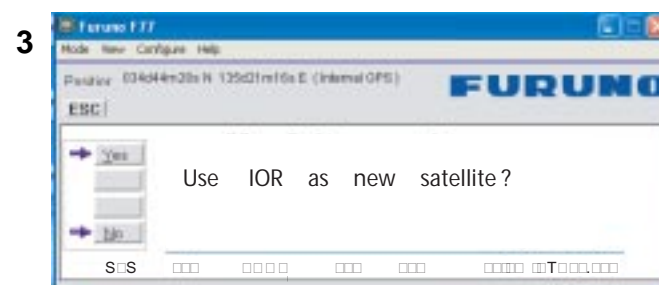 3
Furuno F77
Mode View Configure Help
Position 034d44m20s N 135d21m16s E (Internal GPS)
FURUNO
ESC
Yes
Use IOR as new satellite?
No